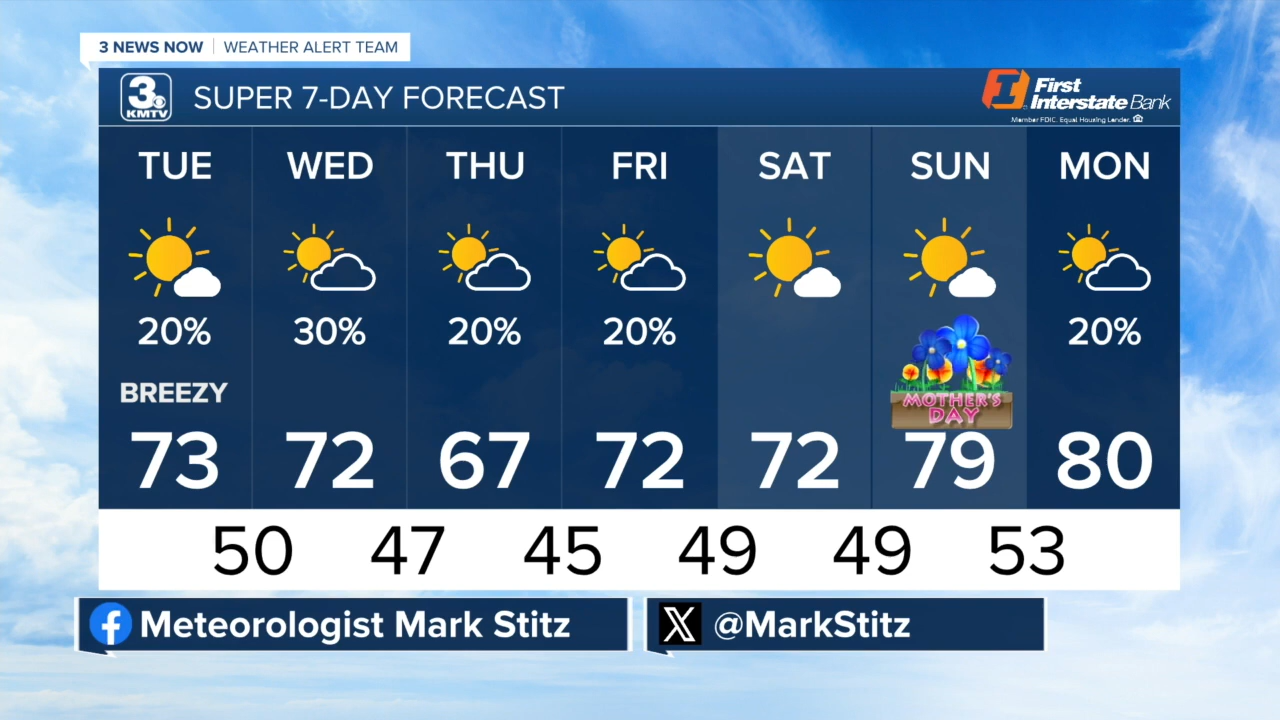 3 NEWS NOW | WEATHER ALERT TEAM
3 KMTV SUPER 7-DAY FORECAST
First Interstate Bank
Member FDIC. Equal Housing Lender.
TUE WED THU FRI SAT SUN MON
20% 30% 20% 20% 20%
BREEZY
MOTHER'S
DAY
73 72 67 72 72 79 80
50 47 45 49 49 53
Meteorologist Mark Stitz
@MarkStitz